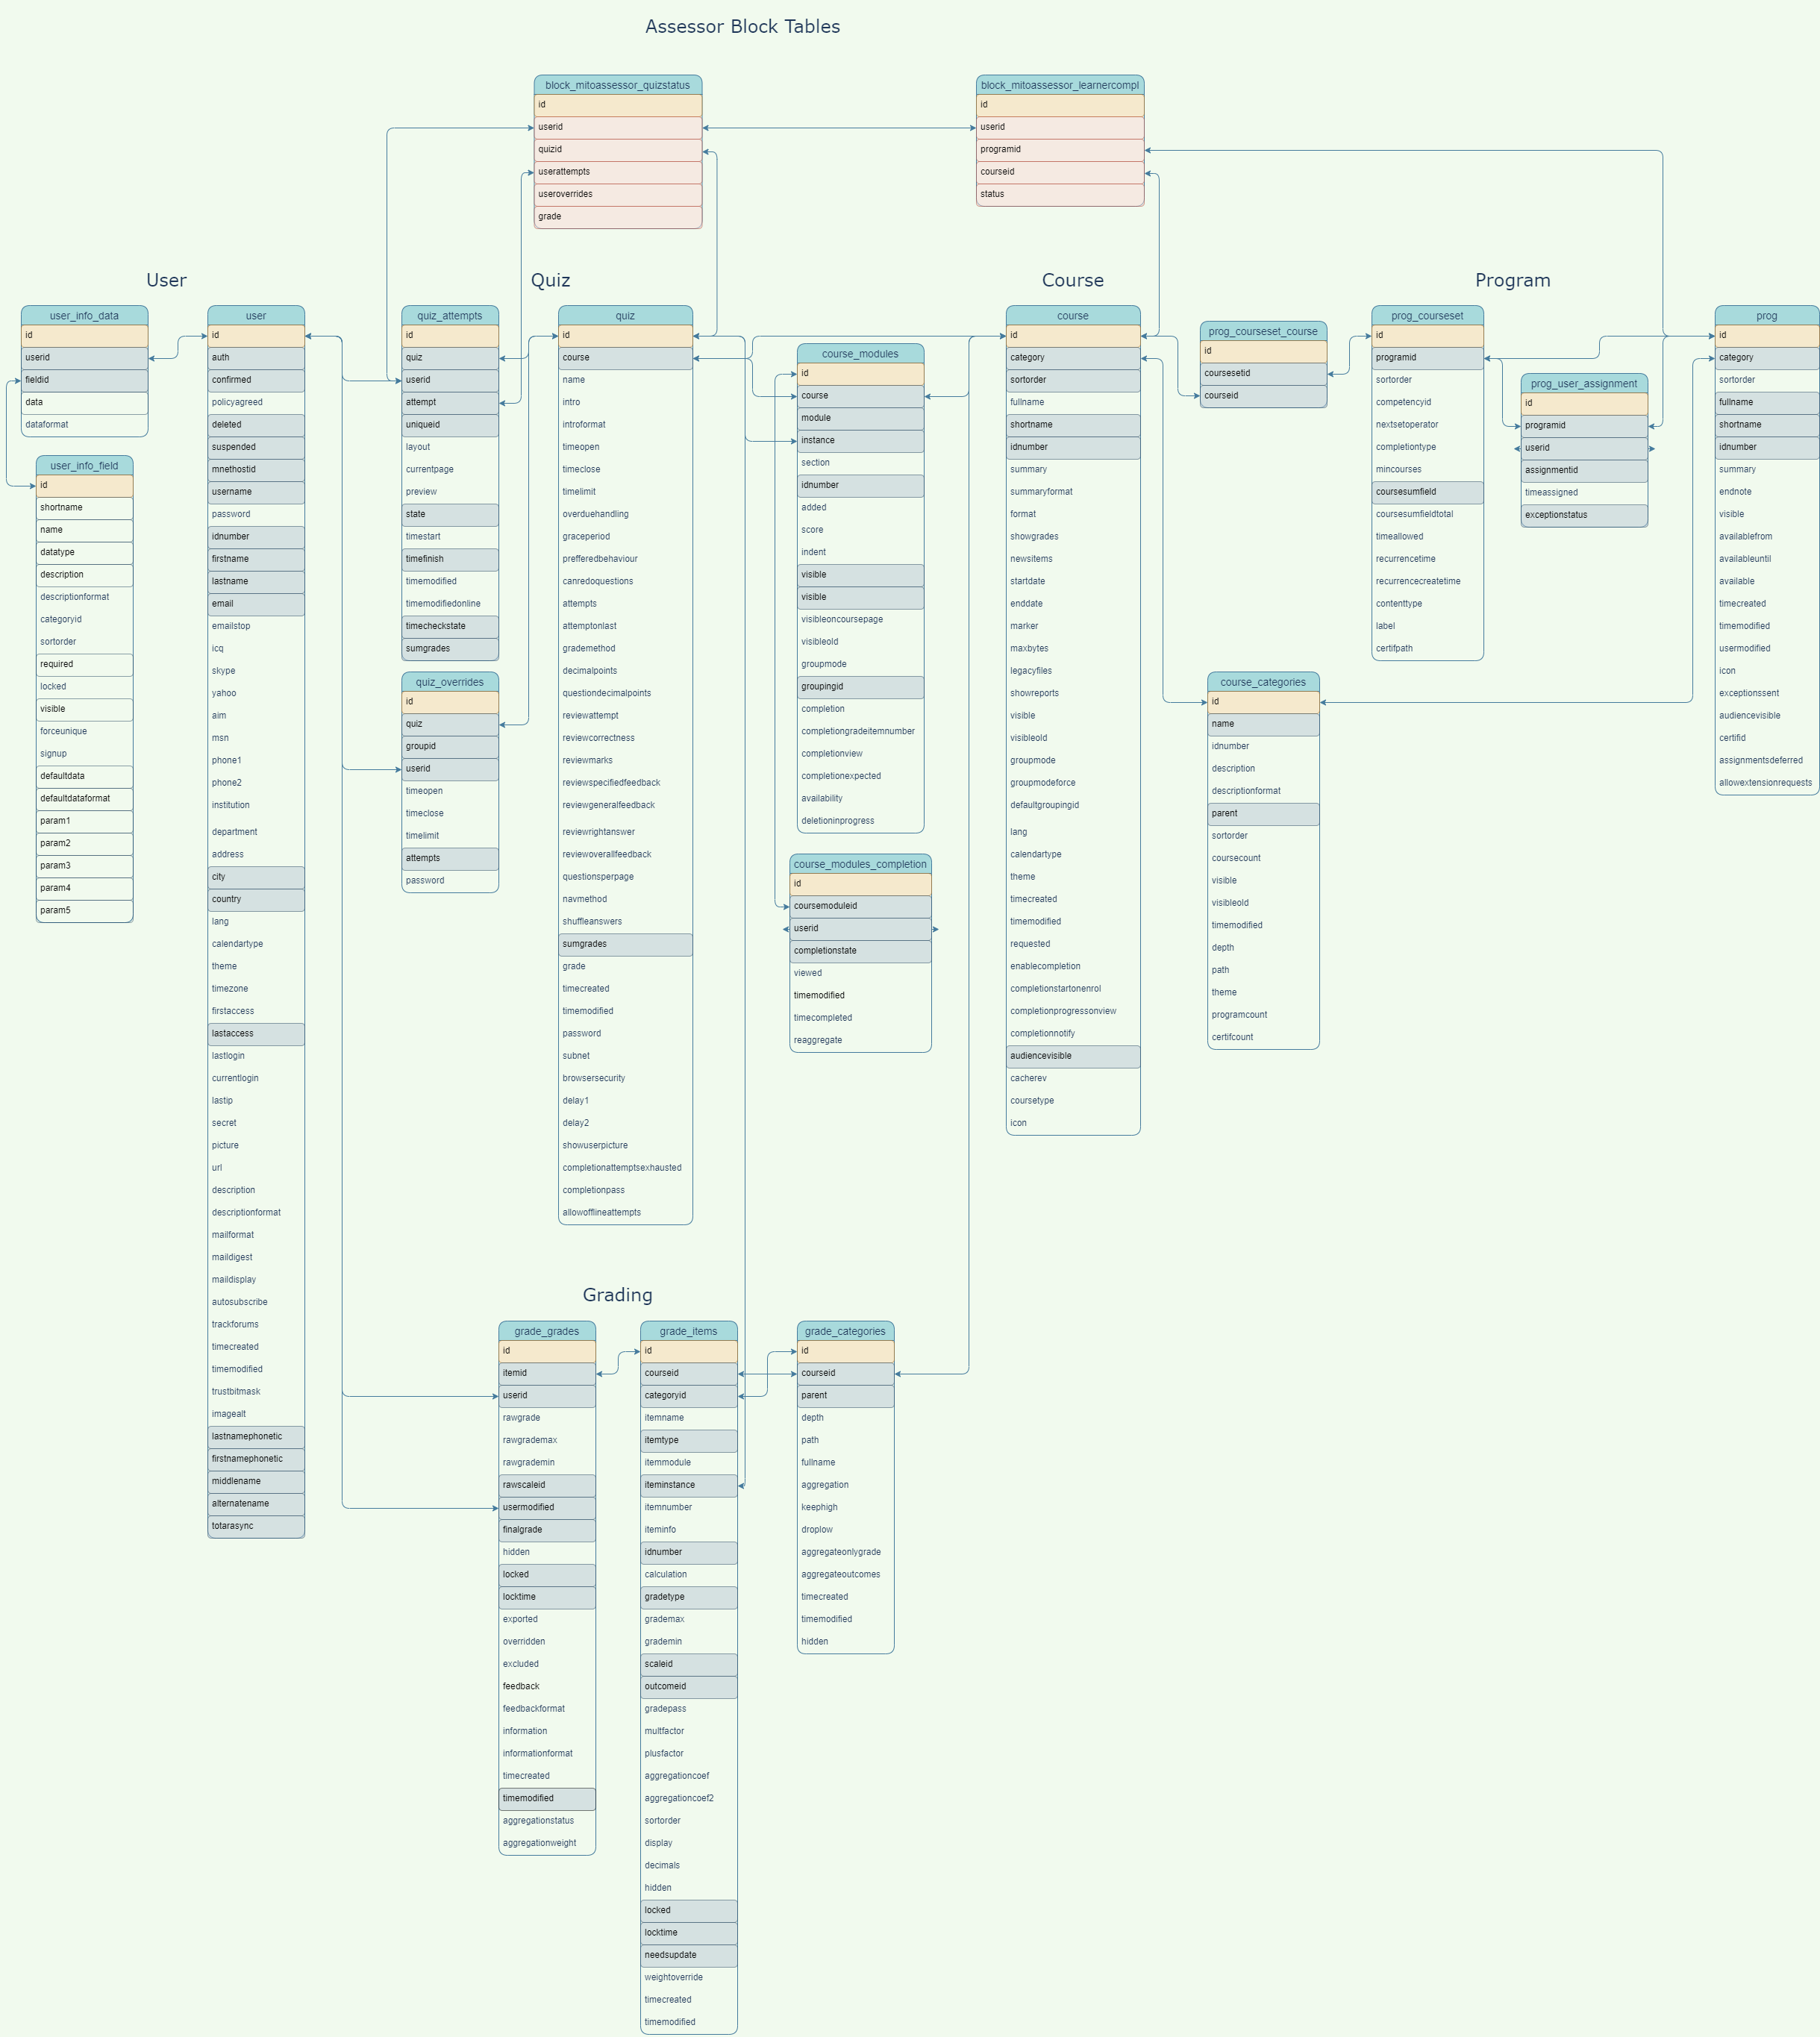 Assessor Block Tables
block_mitoassessor_quizstatus
id
userid
quizid
userattempts
useroverrides
grade
block_mitoassessor_learnercompl
id
userid
programid
courseid
status
User
user_info_data
id
userid
fieldid
data
dataformat
user_info_field
id
shortname
name
datatype
description
descriptionformat
categoryid
sortorder
required
locked
visible
forceunique
signup
defaultdata
defaultdataformat
param1
param2
param3
param4
param5
user
id
auth
confirmed
policyagreed
deleted
suspended
mnethostid
username
password
idnumber
firstname
lastname
email
emailstop
icq
skype
yahoo
aim
msn
phone1
phone2
institution
department
address
city
country
lang
calendartype
theme
timezone
firstaccess
lastaccess
lastlogin
currentlogin
lastip
secret
picture
url
description
descriptionformat
mailformat
maildigest
maildisplay
autosubscribe
trackforums
timecreated
timemodified
trustbitmask
imagealt
lastnamephonetic
firstnamephonetic
middlename
alternatename
totarasync
Quiz
quiz_attempts
id
quiz
userid
attempt
uniqueid
layout
currentpage
preview
state
timestart
timefinish
timemodified
timemodifiedonline
timecheckstate
sumgrades
quiz_overrides
id
quiz
groupid
userid
timeopen
timeclose
timelimit
attempts
password
quiz
id
course
name
intro
introformat
timeopen
timeclose
timelimit
overduehandling
graceperiod
prefferedbehaviour
canredoquestions
attempts
attemptonlast
grademethod
decimalpoints
questiondecimalpoints
reviewattempt
reviewcorrectness
reviewmarks
reviewspecifiedfeedback
reviewgeneralfeedback
reviewrightanswer
reviewoverallfeedback
questionsperpage
navmethod
shuffleanswers
sumgrades
grade
timecreated
timemodified
password
subnet
browsersecurity
delay1
delay2
showuserpicture
completionattemptsexhausted
completionpass
allowofflineattempts
Course
course_modules
id
course
module
instance
section
idnumber
added
score
indent
visible
visible
visibleoncoursepage
visibleold
groupmode
groupingid
completion
completiongradeitemnumber
completionview
completionexpected
availability
deletioninprogress
course_modules_completion
id
coursemoduleid
userid
completionstate
viewed
timemodified
timecompleted
reaggregate
course
id
category
sortorder
fullname
shortname
idnumber
summary
summaryformat
format
showgrades
newsitems
startdate
enddate
marker
maxbytes
legacyfiles
showreports
visible
visibleold
groupmode
groupmodeforce
defaultgroupingid
lang
calendartype
theme
timecreated
timemodified
requested
enablecompletion
completionstartonenrol
completionprogressonview
completionnotify
audiencevisible
cacherev
coursetype
icon
Program
prog_courseset_course
id
coursesetid
courseid
course_categories
id
name
idnumber
description
descriptionformat
parent
sortorder
coursecount
visible
visibleold
timemodified
depth
path
theme
programcount
certifcount
prog_courseset
id
programid
sortorder
competencyid
nextsetoperator
completiontype
mincourses
coursesumfield
coursesumfieldtotal
timeallowed
recurrencetime
recurrencecreatetime
contenttype
label
certifpath
prog_user_assignment
id
programid
userid
assignmentid
timeassigned
exceptionstatus
prog
id
category
sortorder
fullname
shortname
idnumber
summary
endnote
visible
availablefrom
availableuntil
available
timecreated
timemodified
usermodified
icon
exceptionssent
audiencevisible
certifid
assignmentsdeferred
allowextensionrequests
Grading
grade_grades
id
itemid
userid
rawgrade
rawgrademax
rawgrademin
rawscaleid
usermodified
finalgrade
hidden
locked
locktime
exported
overridden
excluded
feedback
feedbackformat
information
informationformat
timecreated
timemodified
aggregationstatus
aggregationweight
grade_items
id
courseid
categoryid
itemname
itemtype
itemmodule
iteminstance
itemnumber
iteminfo
idnumber
calculation
gradetype
grademax
grademin
scaleid
outcomeid
gradepass
multfactor
plusfactor
aggregationcoef
aggregationcoef2
sortorder
display
decimals
hidden
locked
locktime
needsupdate
weightoverride
timecreated
timemodified
grade_categories
id
courseid
parent
depth
path
fullname
aggregation
keephigh
droplow
aggregateonlygrade
aggregateoutcomes
timecreated
timemodified
hidden